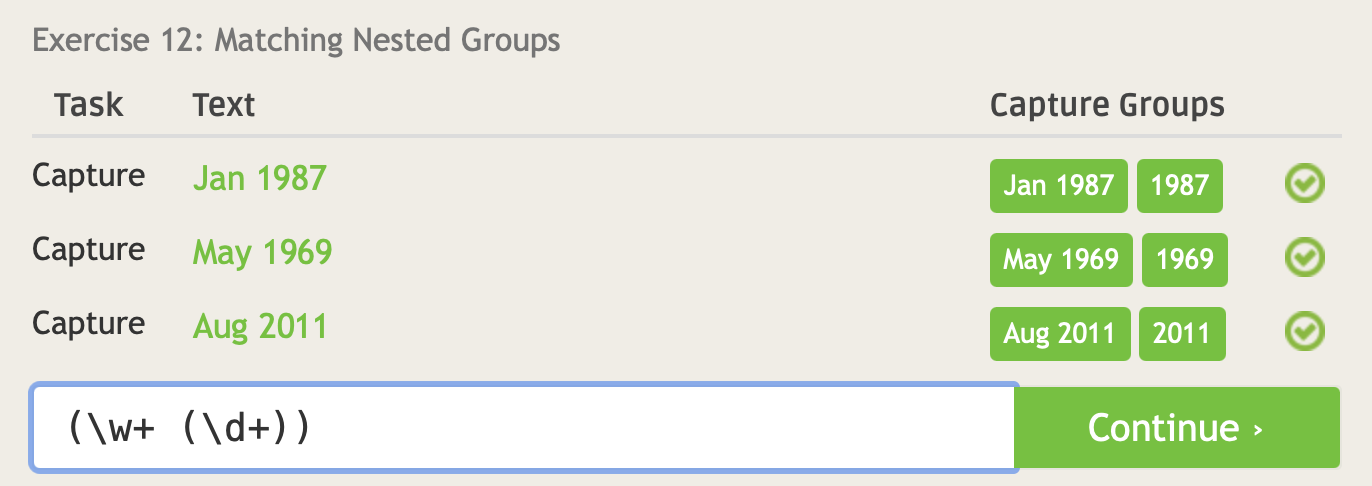 Exercise 12: Matching Nested Groups
Task Text Capture Groups
Capture Jan 1987 Jan 1987 1987
Capture May 1969 May 1969 1969
Capture Aug 2011 Aug 2011 2011
(\w+ (\d+)) Continue ›